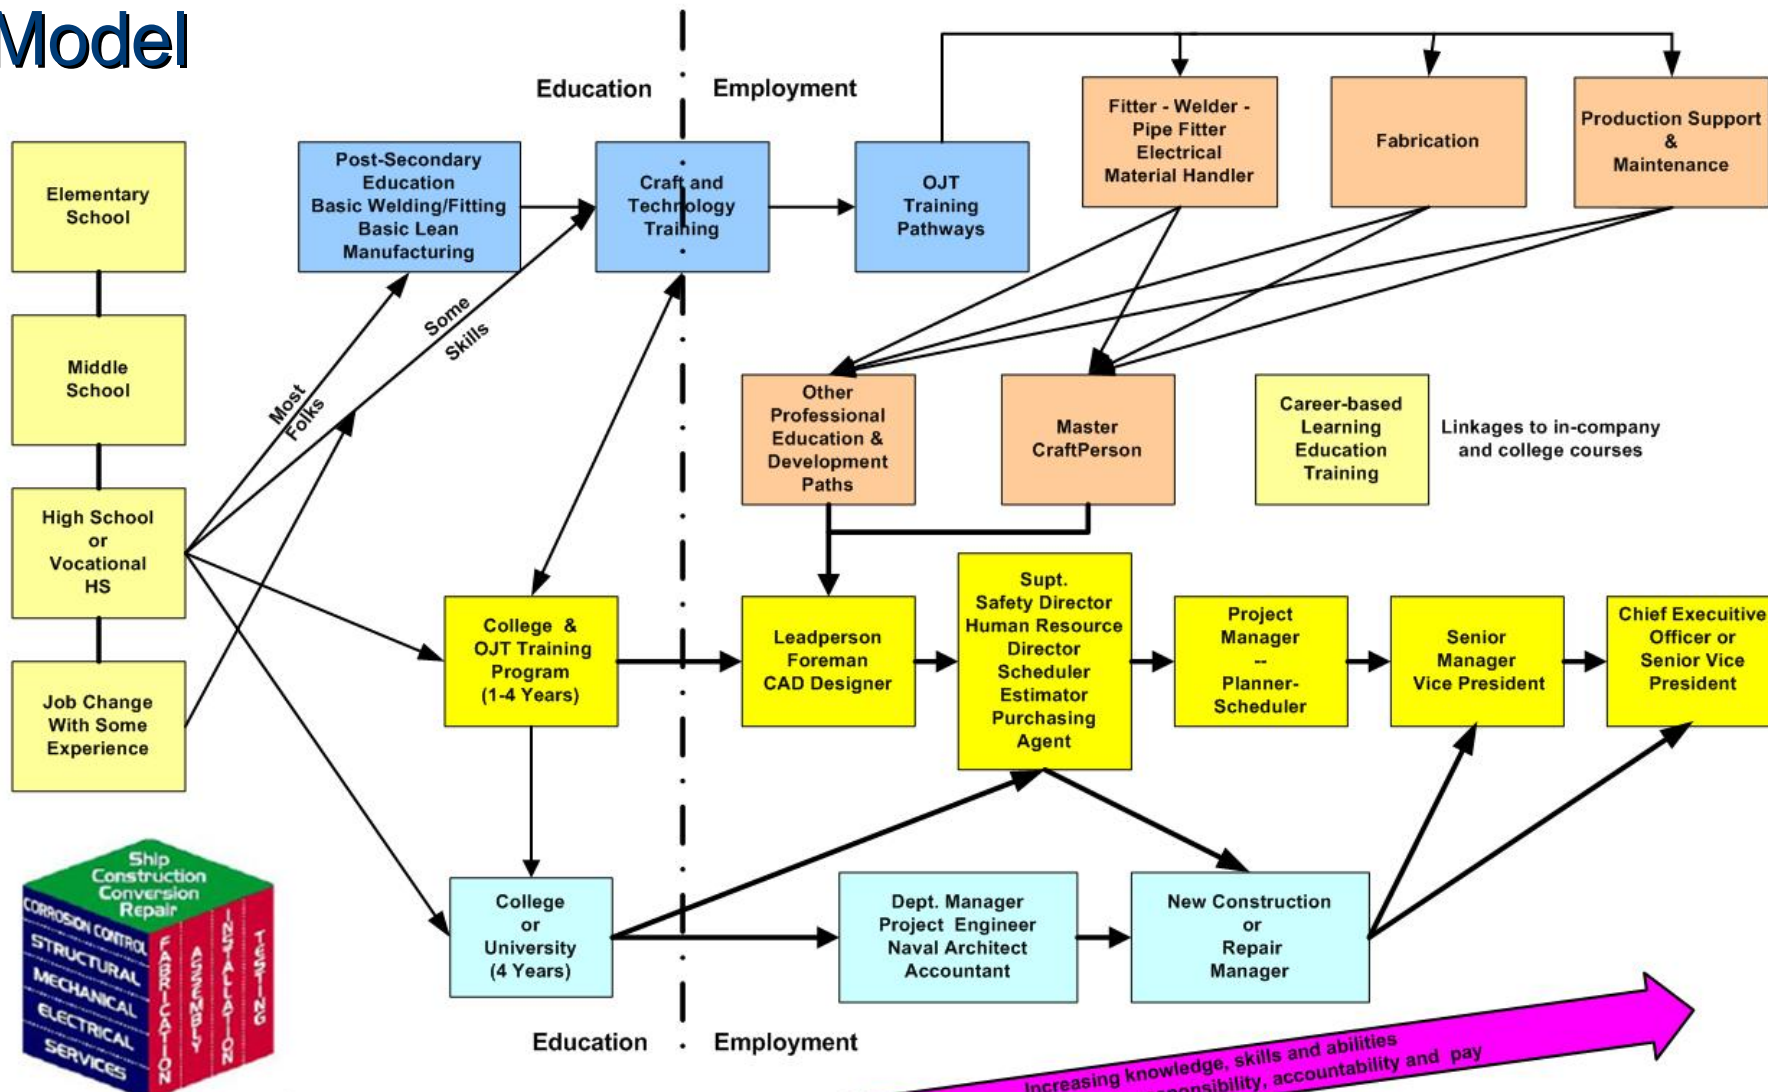 Model
Education
Employment
Elementary
School
Middle
School
High School
or
Vocational
HS
Job Change
With Some
Experience
Post-Secondary
Education
Basic Welding/Fitting
Basic Lean
Manufacturing
Craft and
Technology
Training
OJT
Training
Pathways
Fitter - Welder -
Pipe Fitter
Electrical
Material Handler
Fabrication
Production Support
&
Maintenance
Most
Folks
Some
Skills
Other
Professional
Education &
Development
Paths
Master
CraftPerson
Career-based
Learning
Education
Training
Linkages to in-company
and college courses
College &
OJT Training
Program
(1-4 Years)
Leadperson
Foreman
CAD Designer
Supt.
Safety Director
Human Resource
Director
Scheduler
Estimator
Purchasing
Agent
Project
Manager
--
Planner-
Scheduler
Senior
Manager
Vice President
Chief Execuitive
Officer or
Senior Vice
President
College
or
University
(4 Years)
Dept. Manager
Project Engineer
Naval Architect
Accountant
New Construction
or
Repair
Manager
Ship
Construction
Conversion
Repair
CORROSION CONTROL
STRUCTURAL
MECHANICAL
ELECTRICAL
SERVICES
FABRICATION
ASSEMBLY
INSTALLATION
TESTING
Education
Employment
Increasing knowledge, skills and abilities
accountability and pay